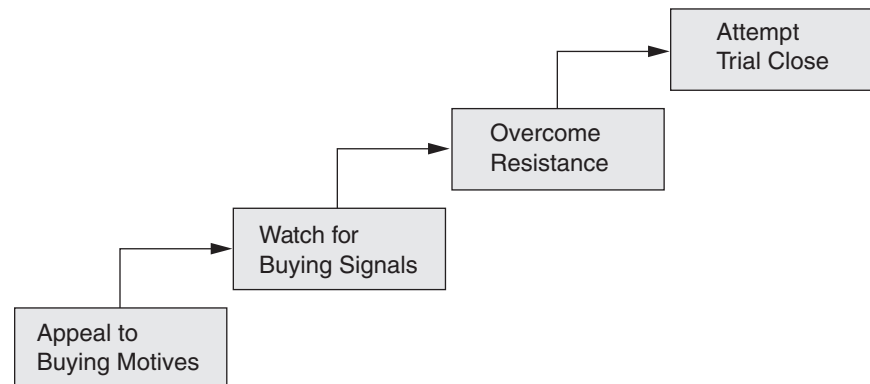 Attempt
Trial Close
Overcome
Resistance
Watch for
Buying Signals
Appeal to
Buying Motives